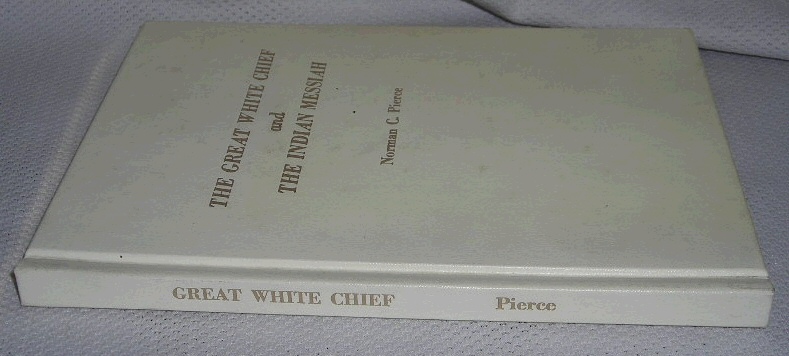 THE GREAT WHITE CHIEF
and
THE INDIAN MESSIAH
Norman C. Pierce
GREAT WHITE CHIEF Pierce